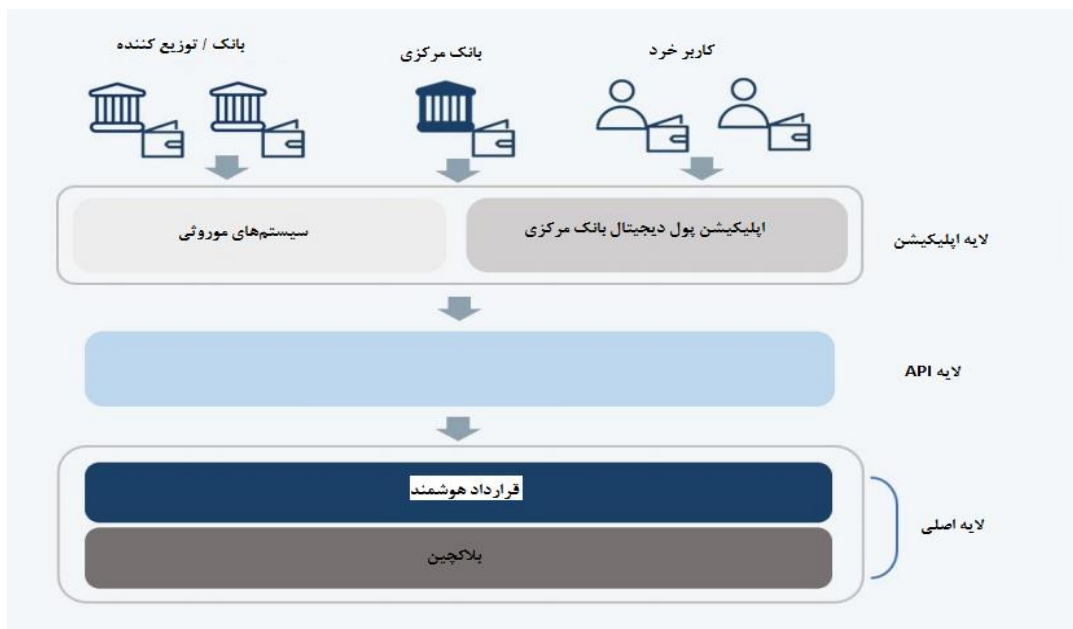 کاربر خرد
بانک مرکزی
بانک / توزیع کننده
لایه اپلیکیشن
اپلیکیشن پول دیجیتال بانک مرکزی
سیستم‌های موروثی
لایه API
لایه اصلی
قرارداد هوشمند
بلاکچین